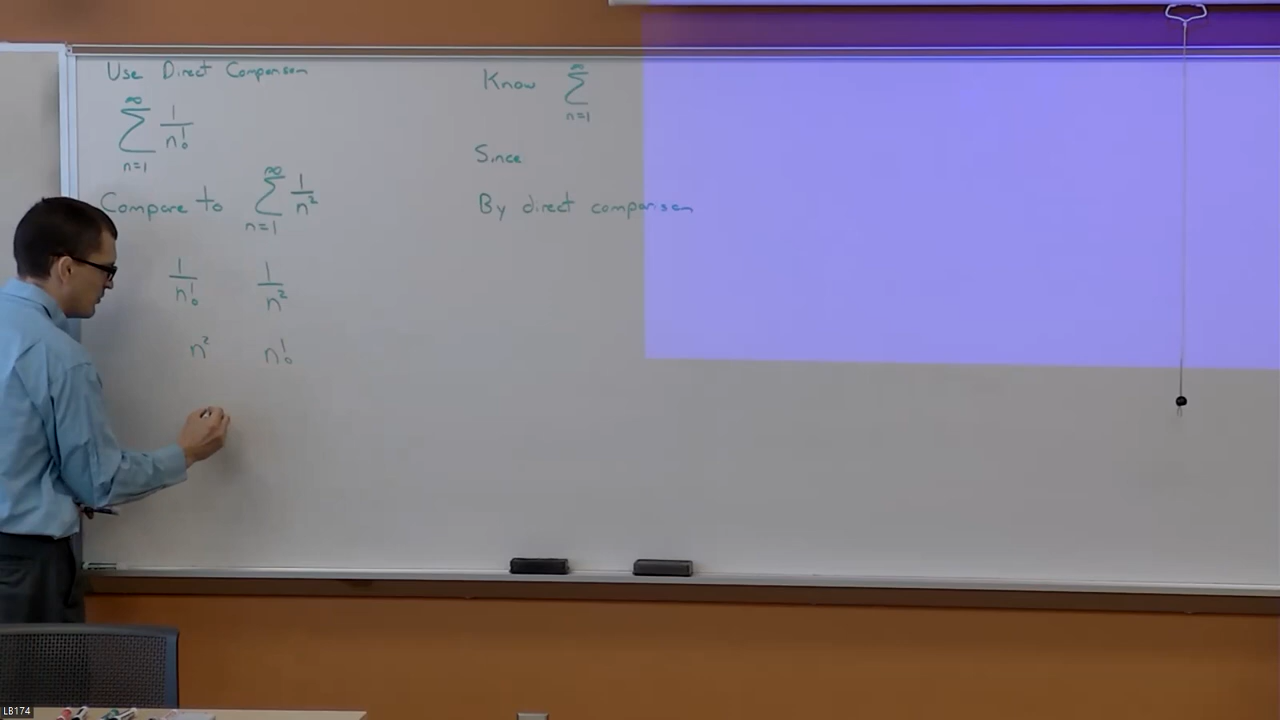 Use Direct Comparison
∞
∑ 1/n!
n=1
Compare to ∞
∑ 1/n²
n=1
1/n! 1/n²
n² n!
Know ∞
∑
n=1
Since
By direct comparison
LB174